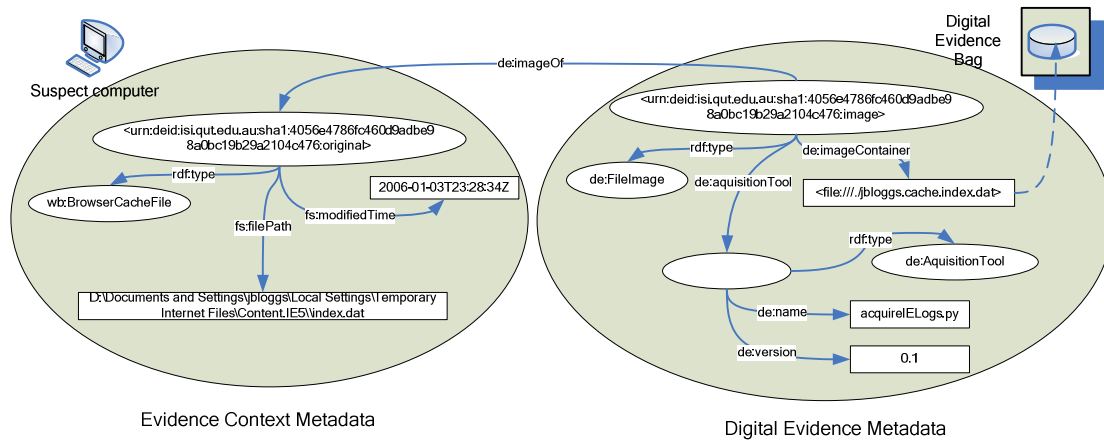 Suspect computer
Digital
Evidence
Bag
de:imageOf
<urn:deid:isi.qut.edu.au:sha1:4056e4786fc460d9adbe9
8a0bc19b29a2104c476:original>
rdf:type
wb:BrowserCacheFile
2006-01-03T23:28:34Z
fs:modifiedTime
fs:filePath
D:\Documents and Settings\jbloggs\Local Settings\Temporary
Internet Files\Content.IE5\\index.dat
Evidence Context Metadata
<urn:deid:isi.qut.edu.au:sha1:4056e4786fc460d9adbe9
8a0bc19b29a2104c476:image>
rdf:type
de:imageContainer
de:FileImage
de:aquisitionTool
<file:///./jbloggs.cache.index.dat>
rdf:type
de:AquisitionTool
de:name
acquireIELogs.py
de:version
0.1
Digital Evidence Metadata